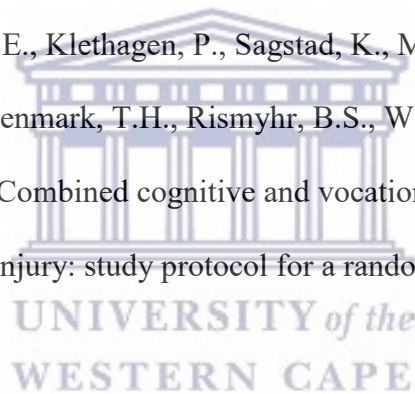 E., Klethagen, P., Sagstad, K., M
enmark, T.H., Rismyhr, B.S., W
Combined cognitive and vocation
njury: study protocol for a rando
UNIVERSITY of the
WESTERN CAPE